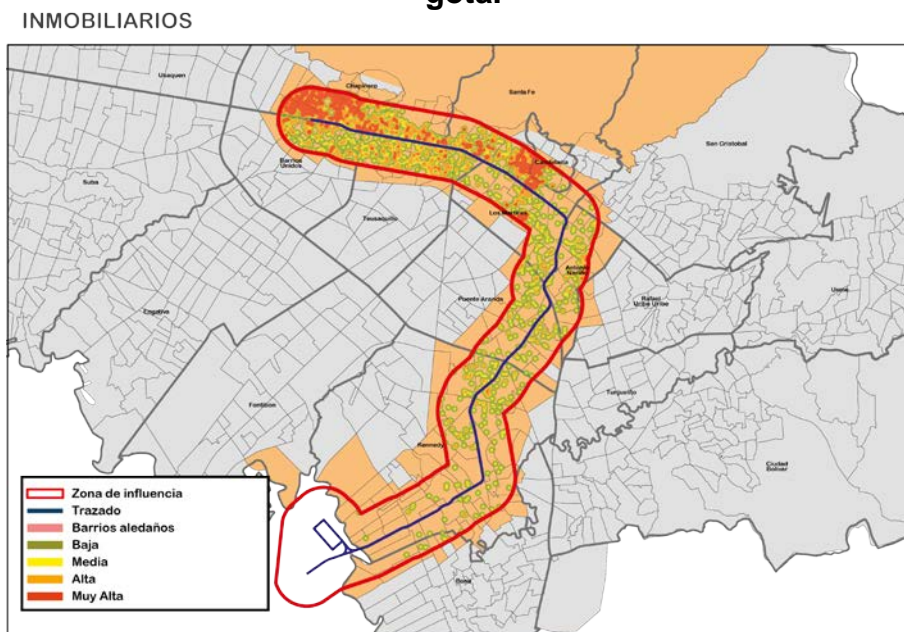 gotá.
INMOBILIARIOS
Usaquen
Chapinero
Santa Fe
San Cristobal
Candelaria
Barrios
Unidos
Suba
Teusaquillo
Los Martires
Antonio
Nariño
Puente Aranda
Rafael
Uribe Uribe
Usme
Engativa
Fontibon
Tunjuelito
Kennedy
Ciudad
Bolivar
Bosa
Zona de influencia
Trazado
Barrios aledaños
Baja
Media
Alta
Muy Alta